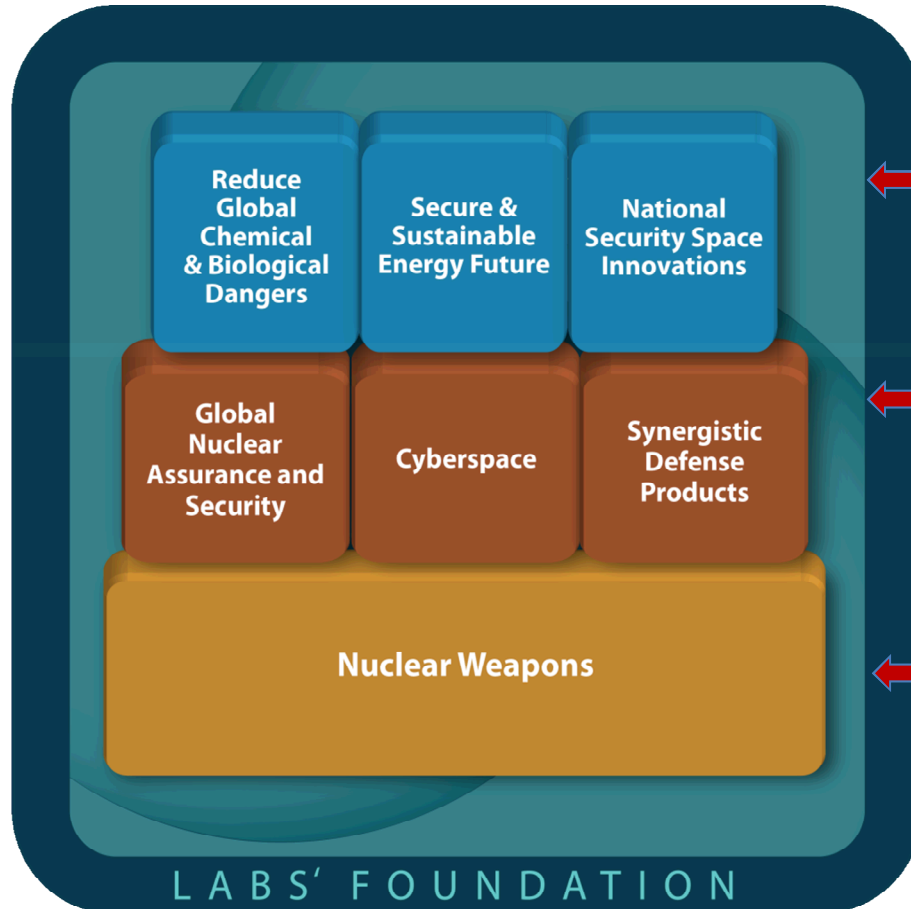 Reduce
Global
Chemical
& Biological
Dangers
Secure &
Sustainable
Energy Future
National
Security Space
Innovations
Global
Nuclear
Assurance and
Security
Cyberspace
Synergistic
Defense
Products
Nuclear Weapons
LABS‘ FOUNDATION